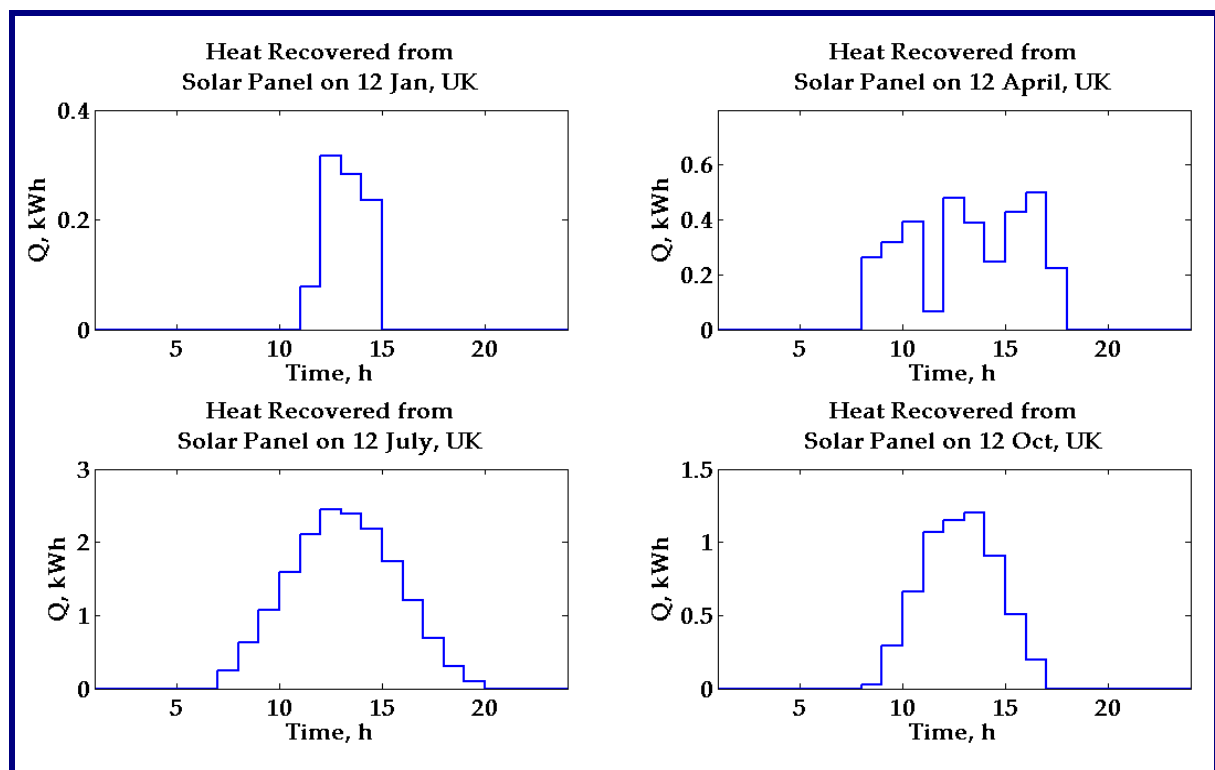 Heat Recovered from
Solar Panel on 12 Jan, UK
0.4
0.2
0
Q, kWh
5 10 15 20
Time, h
Heat Recovered from
Solar Panel on 12 April, UK
0.6
0.4
0.2
0
Q, kWh
5 10 15 20
Time, h
Heat Recovered from
Solar Panel on 12 July, UK
3
2
1
0
Q, kWh
5 10 15 20
Time, h
Heat Recovered from
Solar Panel on 12 Oct, UK
1.5
1
0.5
0
Q, kWh
5 10 15 20
Time, h